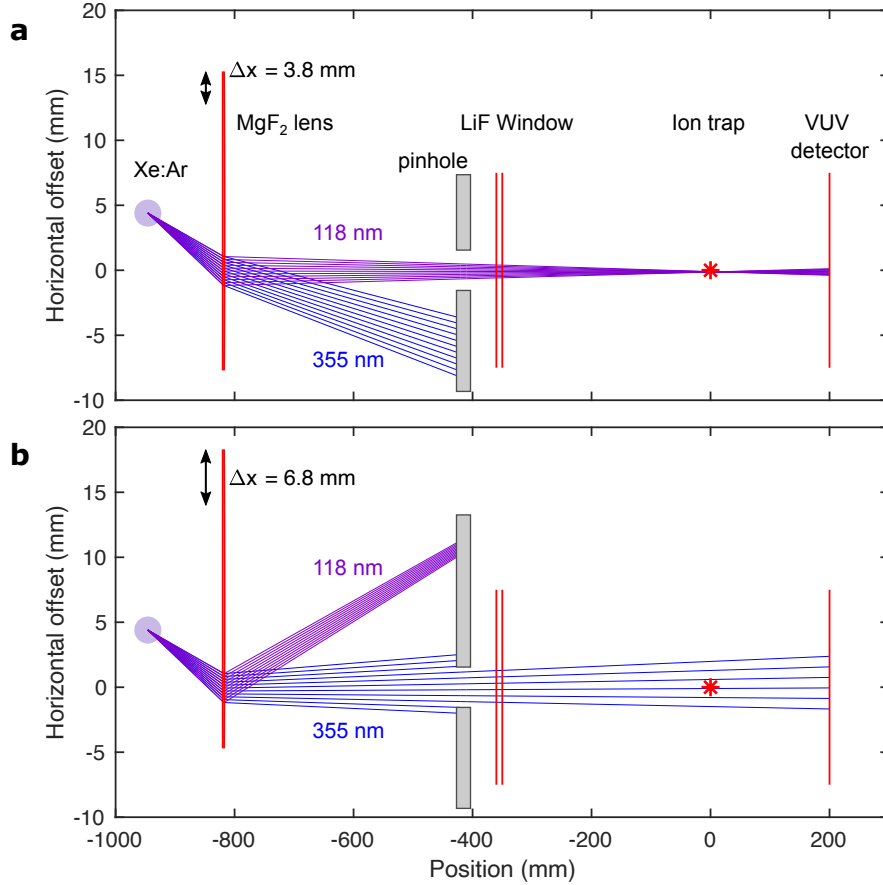 a
20
15
10
5
0
-5
-10
Horizontal offset (mm)
Δx = 3.8 mm
MgF₂ lens
LiF Window
Ion trap
VUV
detector
Xe:Ar
pinhole
118 nm
355 nm
b
20
15
10
5
0
-5
-10
Horizontal offset (mm)
Δx = 6.8 mm
118 nm
355 nm
-1000 -800 -600 -400 -200 0 200
Position (mm)